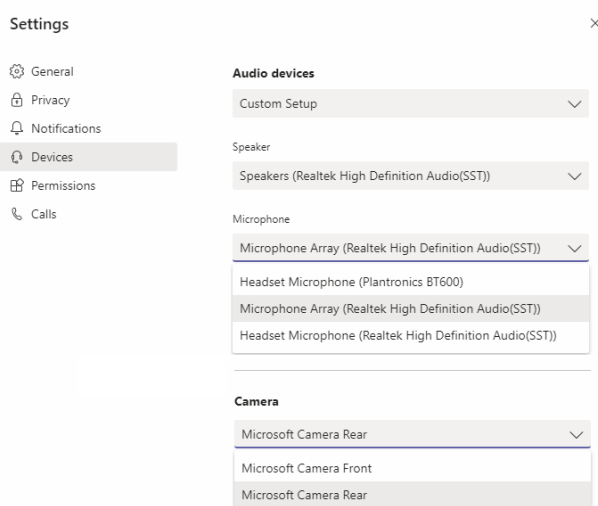 Settings
General
Privacy
Notifications
Devices
Permissions
Calls
Audio devices
Custom Setup
Speaker
Speakers (Realtek High Definition Audio(SST))
Microphone
Microphone Array (Realtek High Definition Audio(SST))
Headset Microphone (Plantronics BT600)
Microphone Array (Realtek High Definition Audio(SST))
Headset Microphone (Realtek High Definition Audio(SST))
Camera
Microsoft Camera Rear
Microsoft Camera Front
Microsoft Camera Rear